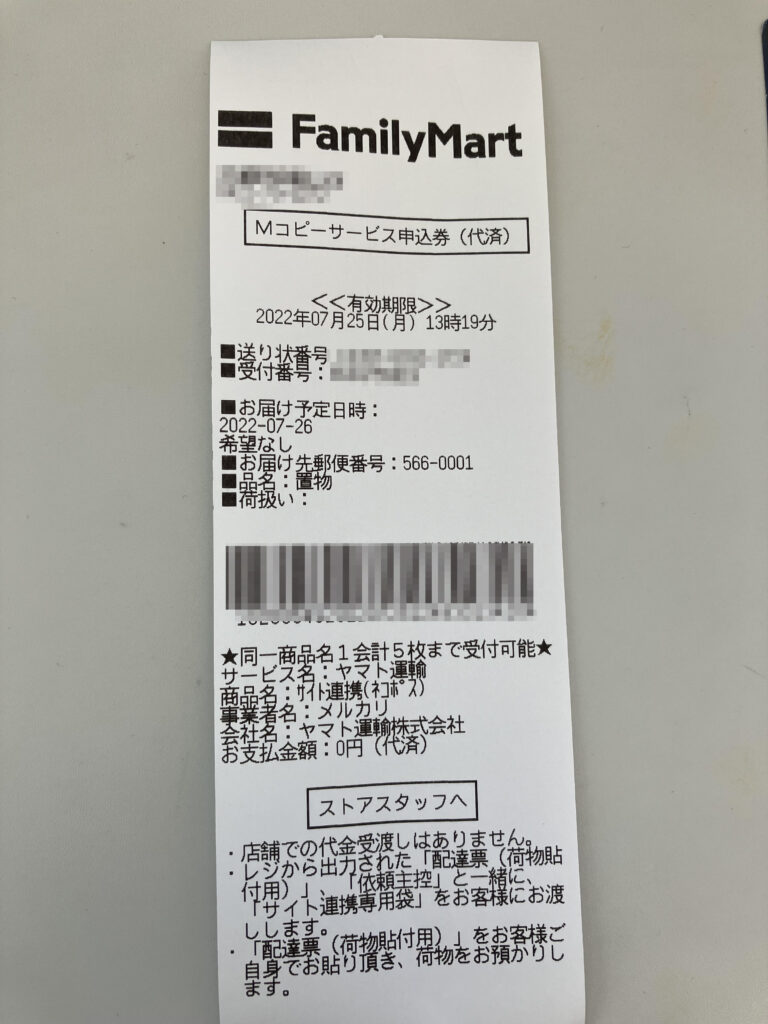 FamilyMart
Mコピーサービス申込券（代済）
<<有効期限>>
2022年07月25日(月) 13時19分
■送り状番号
■受付番号：
■お届け予定日時：
2022-07-26
希望なし
■お届け先郵便番号：566-0001
■品名：置物
■荷扱い：
★同一商品名１会計５枚まで受付可能★
サービス名：ヤマト運輸
商品名：ｻｲﾄ連携(ﾈｺﾎﾟｽ)
事業者名：メルカリ
会社名：ヤマト運輸株式会社
お支払金額：0円（代済）
ストアスタッフへ
・店舗での代金受渡しはありません。
・レジから出力された「配達票（荷物貼
付用）」、「依頼主控」と一緒に、
「サイト連携専用袋」をお客様にお渡
しします。
・「配達票（荷物貼付用）」をお客様ご
自身でお貼り頂き、荷物をお預かりし
ます。